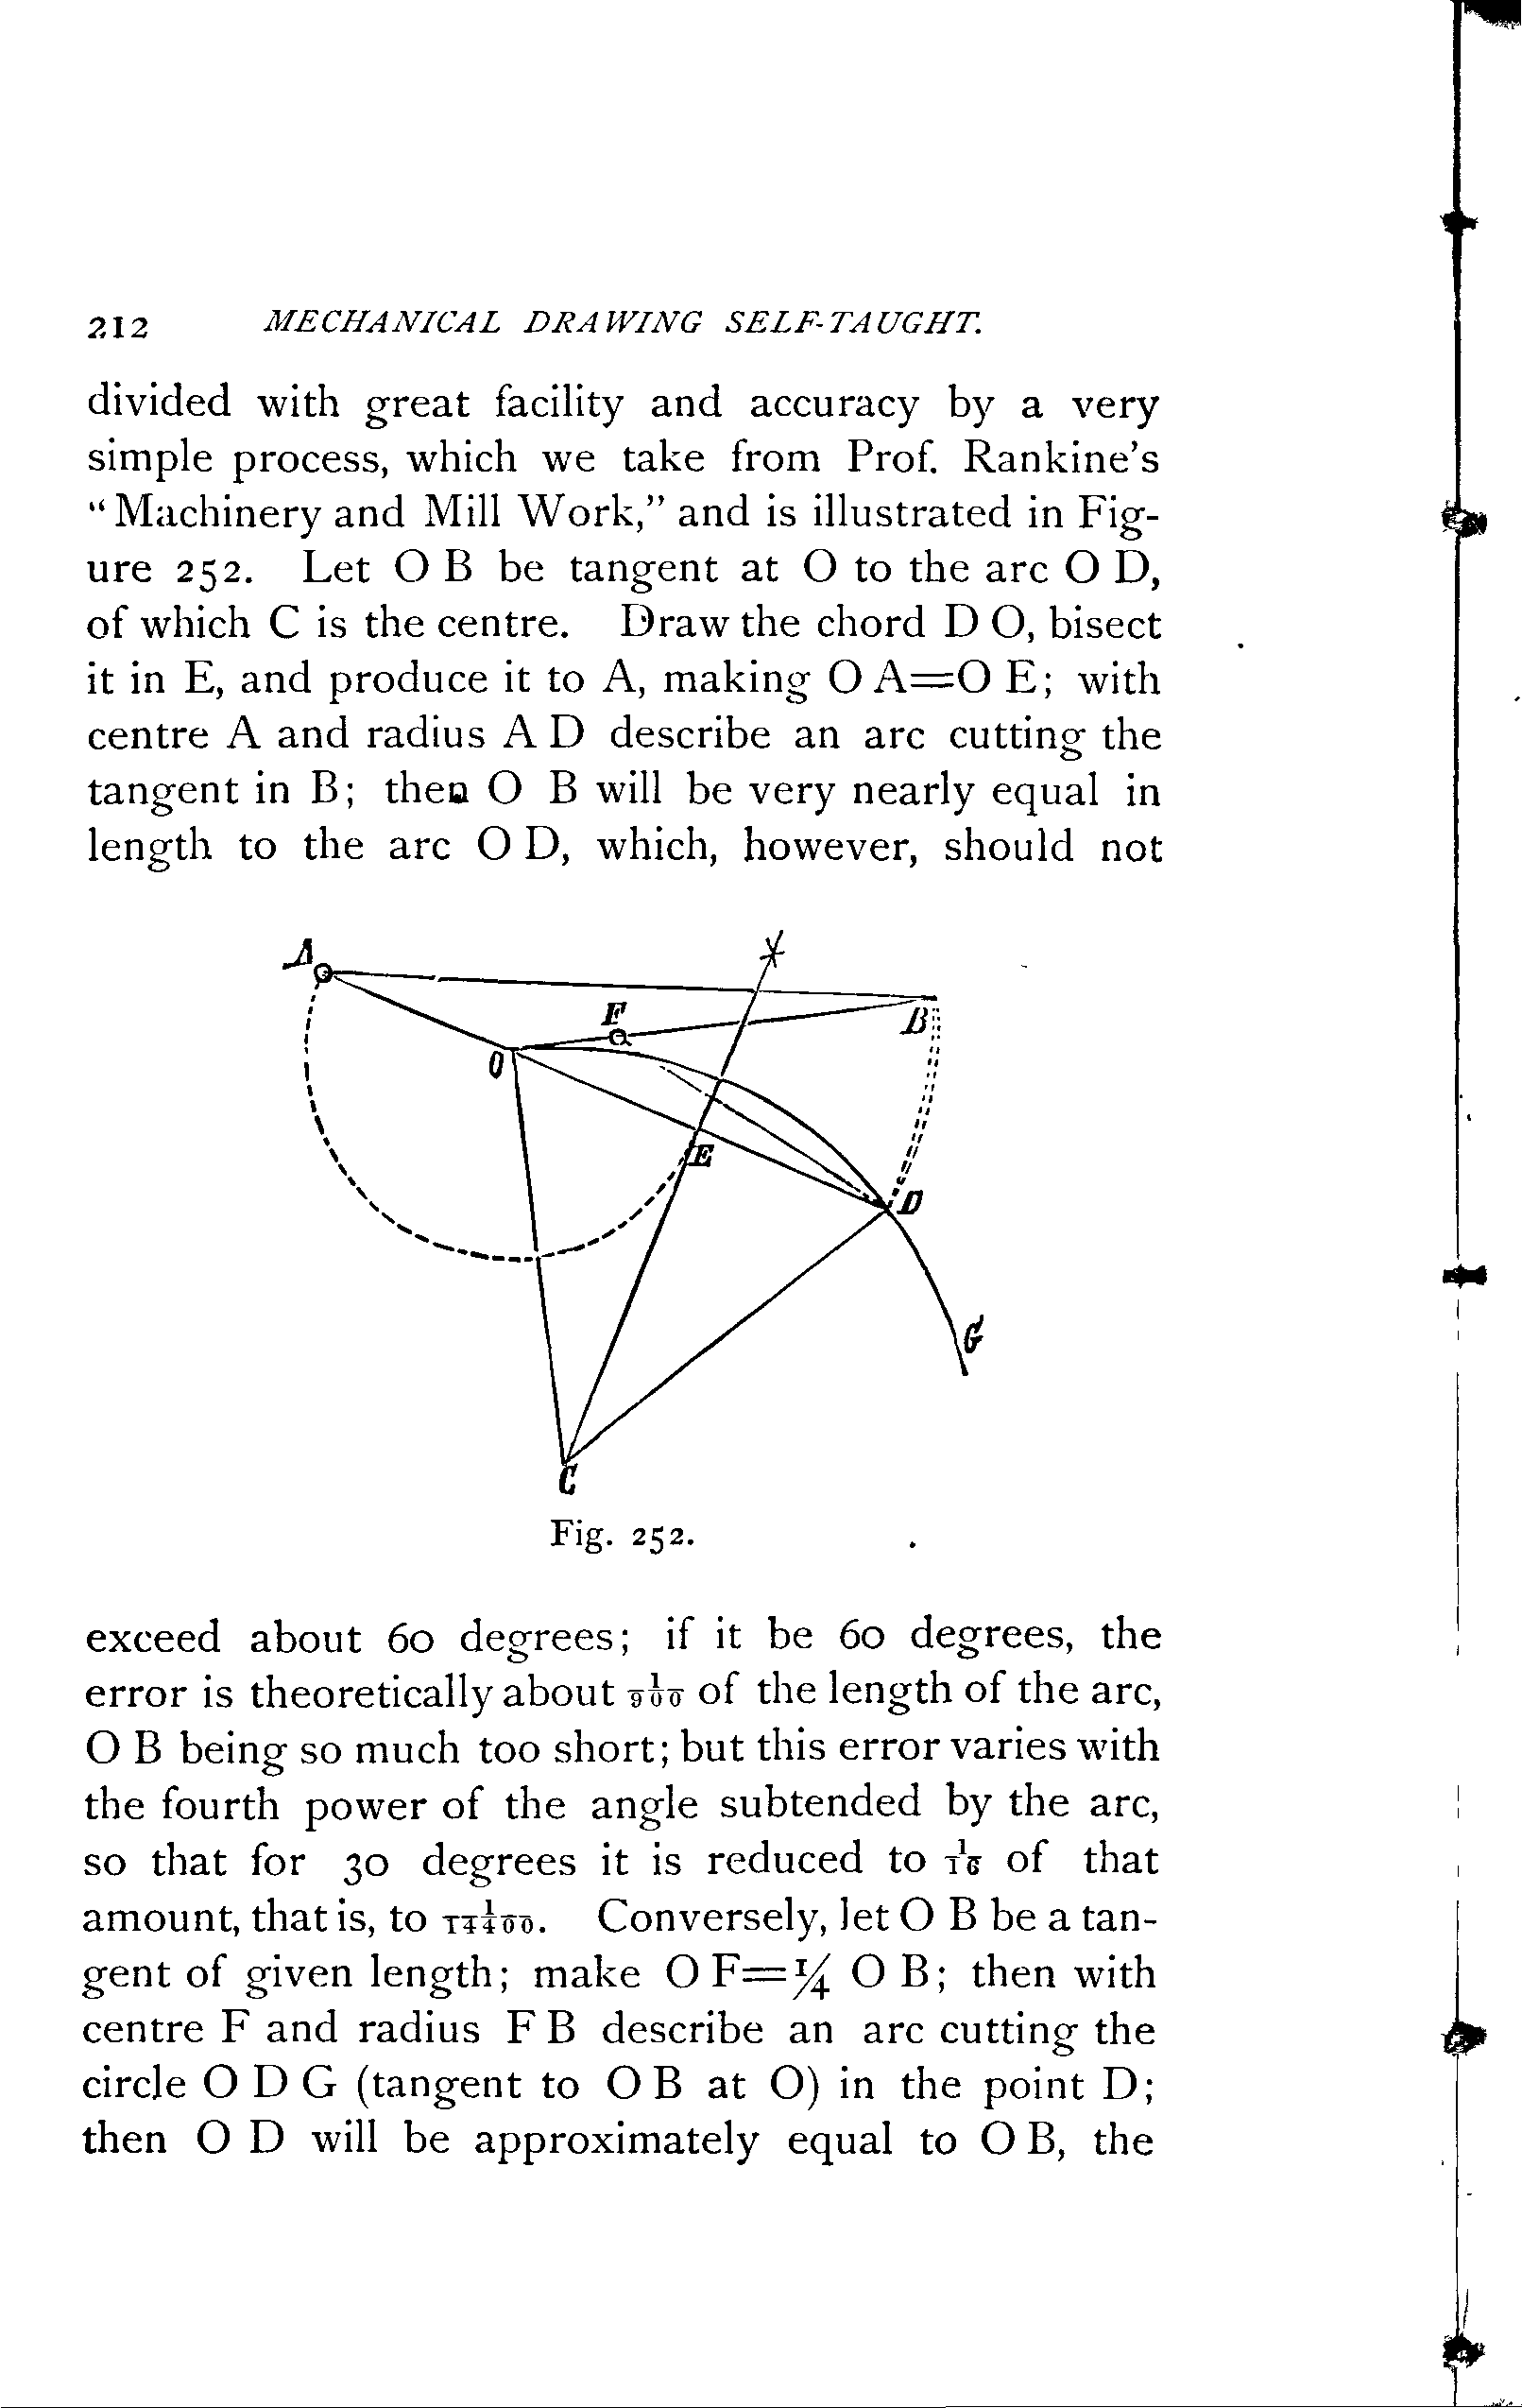 212 MECHANICAL DRAWING SELF-TAUGHT.
divided with great facility and accuracy by a very
simple process, which we take from Prof. Rankine's
"Machinery and Mill Work," and is illustrated in Fig-
ure 252. Let O B be tangent at O to the arc O D,
of which C is the centre. Draw the chord D O, bisect
it in E, and produce it to A, making O A=O E; with
centre A and radius A D describe an arc cutting the
tangent in B; then O B will be very nearly equal in
length to the arc O D, which, however, should not
A
F
B
O
E
D
G
C
Fig. 252.
exceed about 60 degrees; if it be 60 degrees, the
error is theoretically about 1/900 of the length of the arc,
O B being so much too short; but this error varies with
the fourth power of the angle subtended by the arc,
so that for 30 degrees it is reduced to 1/16 of that
amount, that is, to 1/14400. Conversely, let O B be a tan-
gent of given length; make O F=¼ O B; then with
centre F and radius F B describe an arc cutting the
circle O D G (tangent to O B at O) in the point D;
then O D will be approximately equal to O B, the